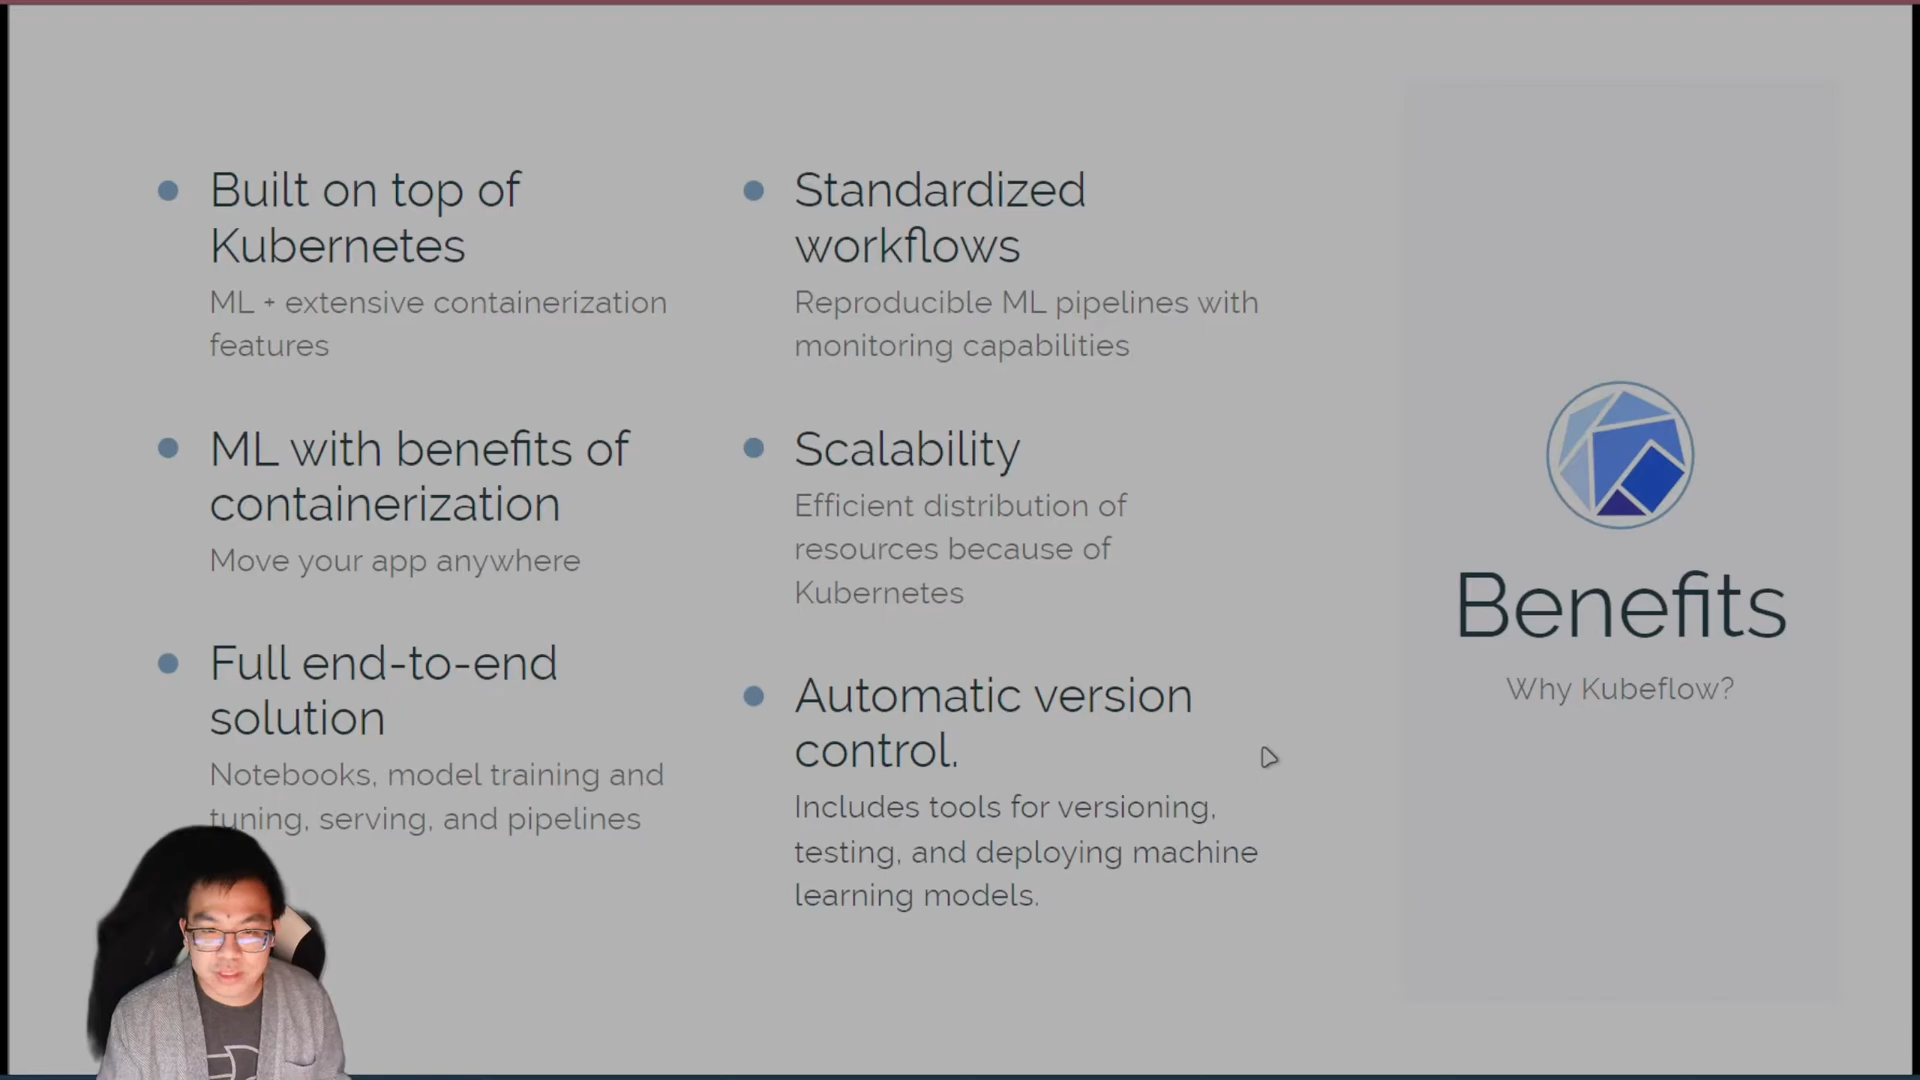 Built on top of
Kubernetes
ML + extensive containerization
features
ML with benefits of
containerization
Move your app anywhere
Full end-to-end
solution
Notebooks, model training and
tuning, serving, and pipelines
Standardized
workflows
Reproducible ML pipelines with
monitoring capabilities
Scalability
Efficient distribution of
resources because of
Kubernetes
Automatic version
control.
Includes tools for versioning,
testing, and deploying machine
learning models.
Benefits
Why Kubeflow?